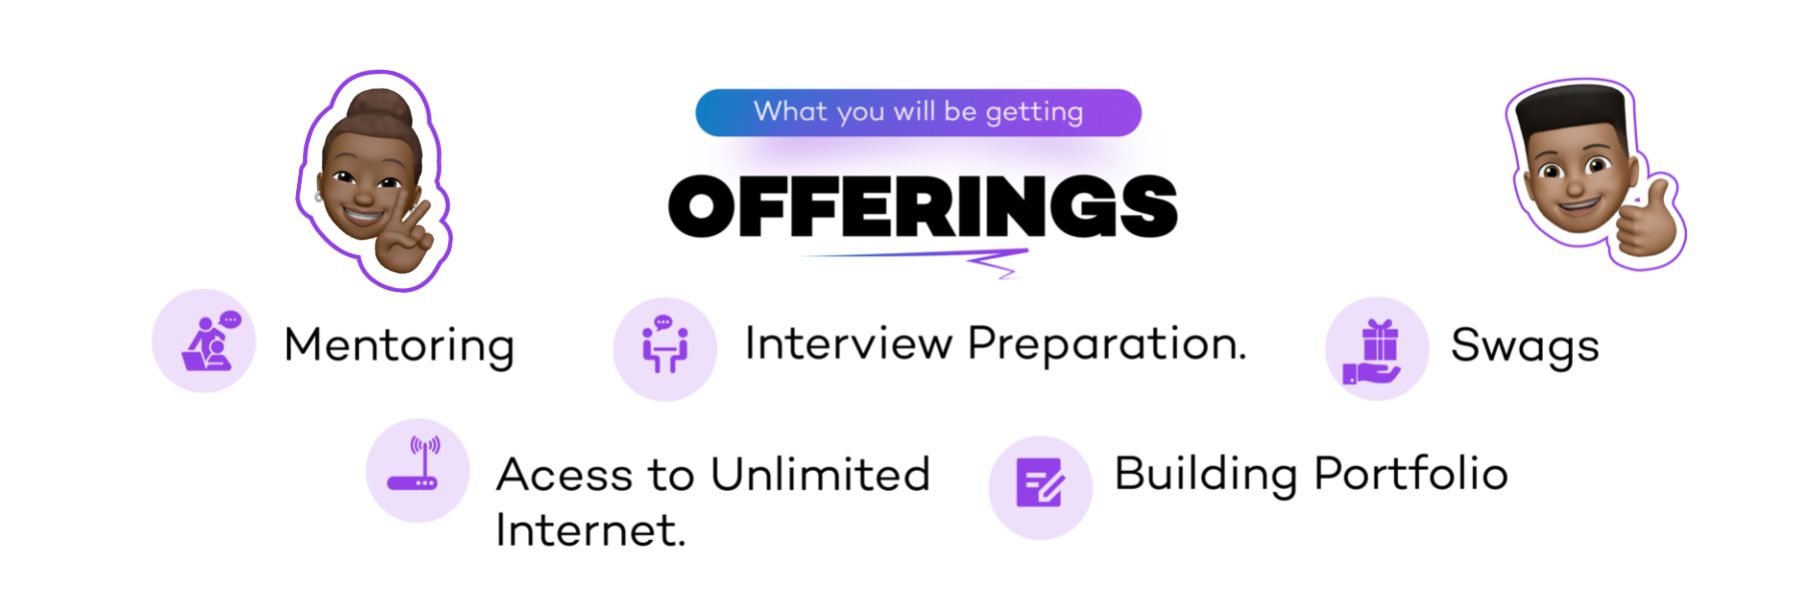 What you will be getting
OFFERINGS
Mentoring
Interview Preparation.
Swags
Acess to Unlimited
Internet.
Building Portfolio